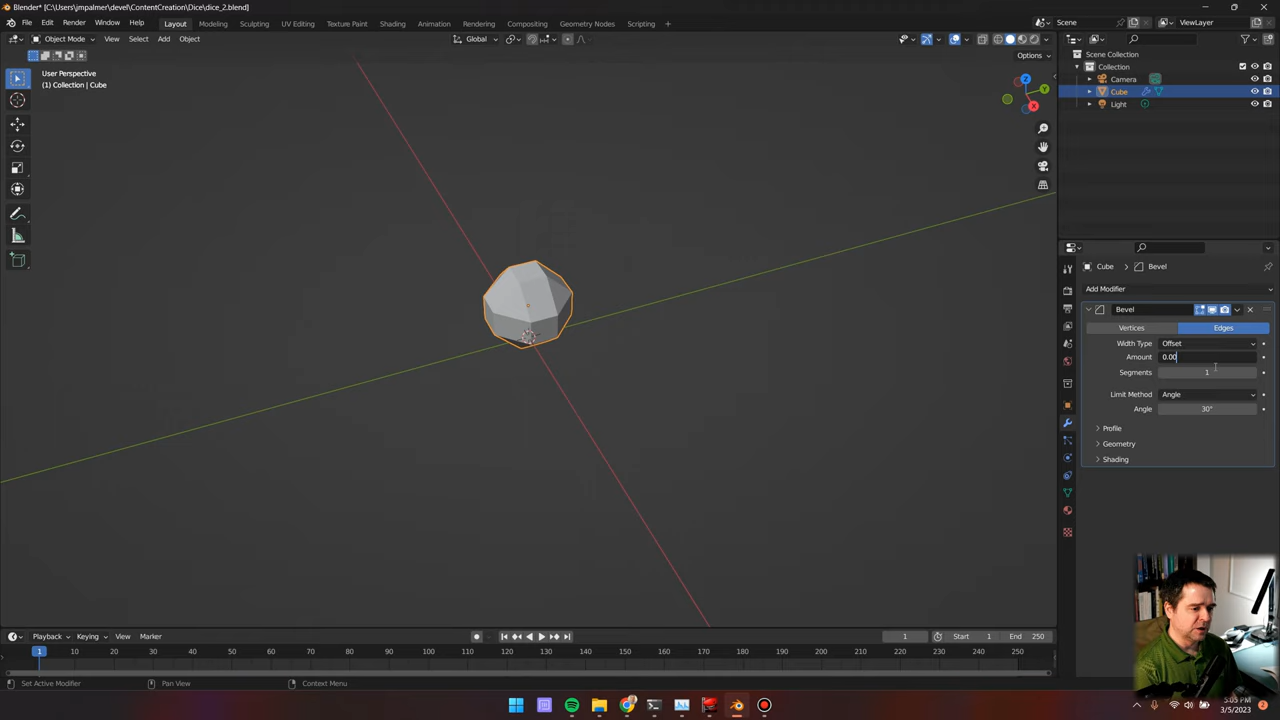 Blender* [C:\Users\jmpalmer\devel\ContentCreation\Dice\dice_2.blend]
File Edit Render Window Help Layout Modeling Sculpting UV Editing Texture Paint Shading Animation Rendering Compositing Geometry Nodes Scripting + Scene ViewLayer
Object Mode View Select Add Object Global
Options
User Perspective
(1) Collection | Cube
Z
Y
X
Scene Collection
Collection
Camera
Cube
Light
Cube > Bevel
Add Modifier
Bevel
Vertices Edges
Width Type Offset
Amount 0.00
Segments 1
Limit Method Angle
Angle 30°
Profile
Geometry
Shading
Playback Keying View Marker 1 Start 1 End 250
1 10 20 30 40 50 60 70 80 90 100 110 120 130 140 150 160 170 180 190 200 210 220 230 240 250
Set Active Modifier Pan View Context Menu
5:05 PM
3/5/2023